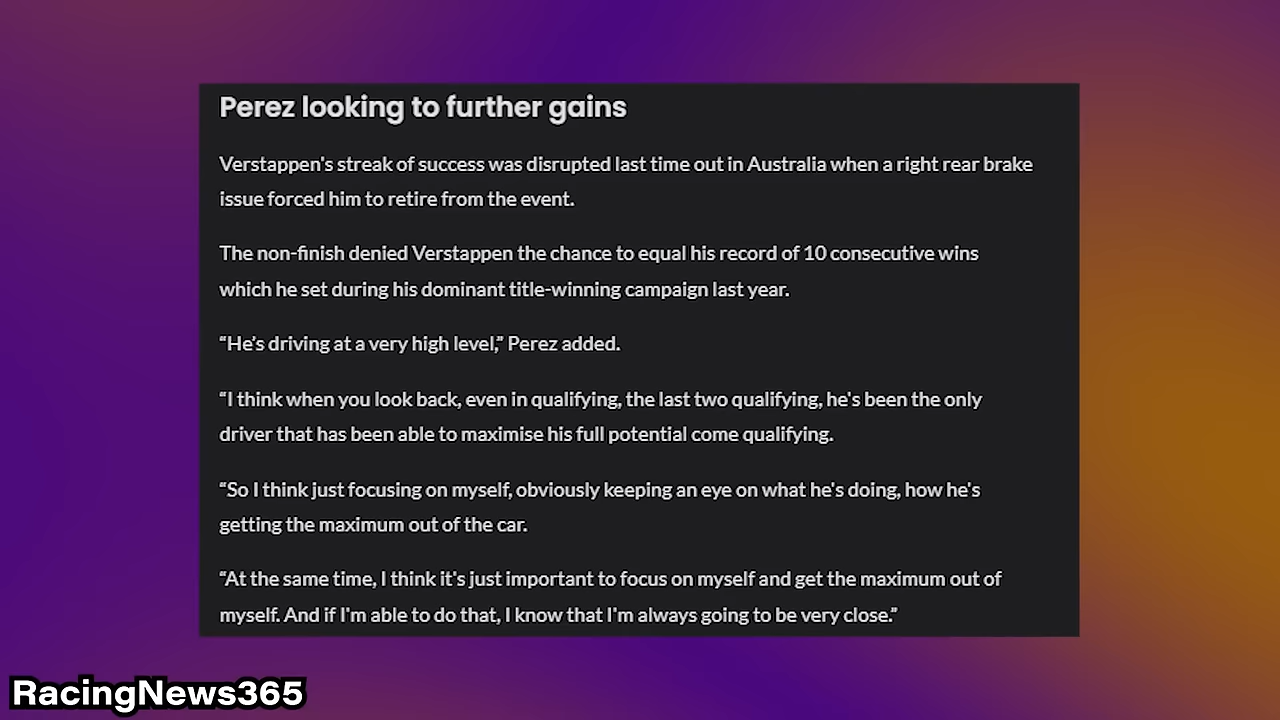 Perez looking to further gains
Verstappen's streak of success was disrupted last time out in Australia when a right rear brake
issue forced him to retire from the event.
The non-finish denied Verstappen the chance to equal his record of 10 consecutive wins
which he set during his dominant title-winning campaign last year.
“He's driving at a very high level,” Perez added.
“I think when you look back, even in qualifying, the last two qualifying, he's been the only
driver that has been able to maximise his full potential come qualifying.
“So I think just focusing on myself, obviously keeping an eye on what he's doing, how he's
getting the maximum out of the car.
“At the same time, I think it's just important to focus on myself and get the maximum out of
myself. And if I'm able to do that, I know that I'm always going to be very close.”
RacingNews365